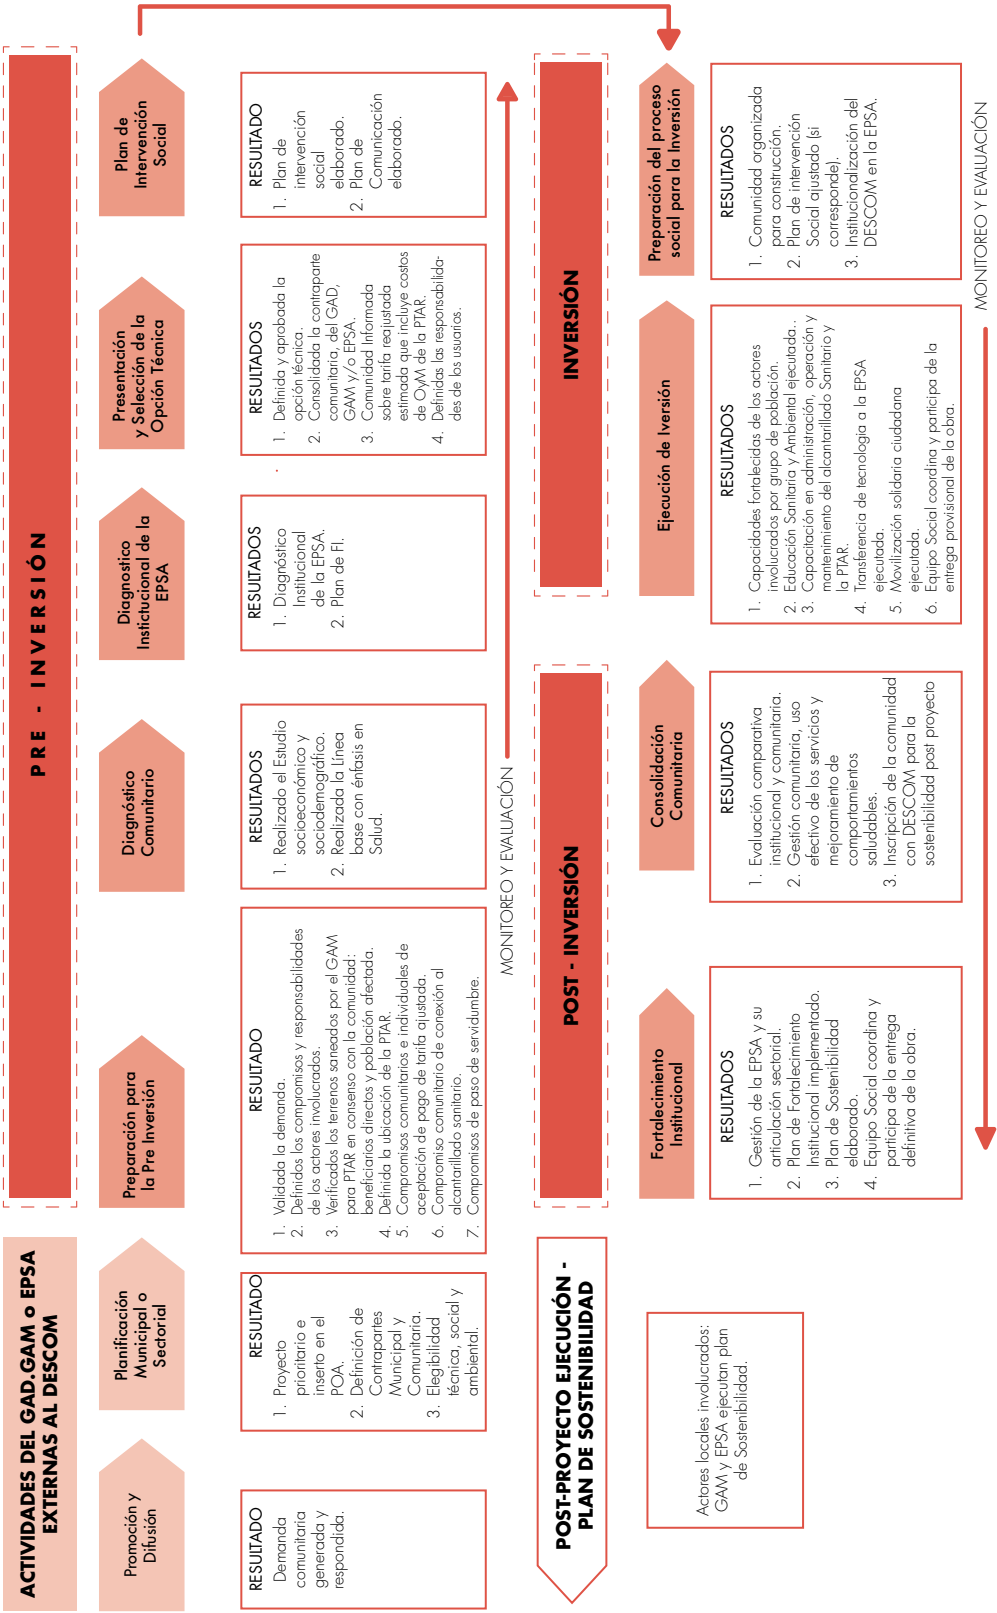 ACTIVIDADES DEL GAD.GAM o EPSA
EXTERNAS AL DESCOM
PRE - INVERSIÓN
Promoción y
Difusión
Planificación
Municipal o
Sectorial
Preparación para
la Pre Inversión
Diagnóstico
Comunitario
Diagnostico
Instictucional de la
EPSA
Presentación
y Selección de la
Opción Técnica
Plan de
Intervención
Social
RESULTADO
Demanda
comunitaria
generada y
respondida.
RESULTADO
1. Proyecto
prioritario e
inserto en el
POA.
2. Definición de
Contrapartes
Municipal y
Comunitaria.
3. Elegibilidad
técnica, social y
ambiental.
RESULTADO
1. Validada la demanda.
2. Definidos los compromisos y responsabilidades
de los actores involucrados.
3. Verificados los terrenos saneados por el GAM
para PTAR en consenso con la comunidad:
beneficiarios directos y población afectada.
4. Definida la ubicación de la PTAR.
5. Compromisos comunitarios e individuales de
aceptación de pago de tarifa ajustada.
6. Compromiso comunitario de conexión al
alcantarillado sanitario.
7. Compromisos de paso de servidumbre.
RESULTADOS
1. Realizado el Estudio
socioeconómico y
sociodemográfico.
2. Realizada la Línea
base con énfasis en
Salud.
RESULTADOS
1. Diagnóstico
Institucional
de la EPSA.
2. Plan de FI.
RESULTADOS
1. Definida y aprobada la
opción técnica.
2. Consolidada la contraparte
comunitaria, del GAD,
GAM y/o EPSA.
3. Comunidad Informada
sobre tarifa reajustada
estimada que incluye costos
de OyM de la PTAR.
4. Definidas las responsabilida-
des de los usuarios.
RESULTADO
1. Plan de
intervención
social
elaborado.
2. Plan de
Comunicación
elaborado.
MONITOREO Y EVALUACIÓN
POST-PROYECTO EJECUCIÓN -
PLAN DE SOSTENIBILIDAD
POST - INVERSIÓN
INVERSIÓN
Fortalecimiento
Institucional
Consolidación
Comunitaria
Ejecución de Iversión
Preparación del proceso
social para la Inversión
Actores locales involucrados:
GAM y EPSA ejecutan plan
de Sostenibilidad.
RESULTADOS
1. Gestión de la EPSA y su
articulación sectorial.
2. Plan de Fortalecimiento
Institucional implementado.
3. Plan de Sostenibilidad
elaborado.
4. Equipo Social coordina y
participa de la entrega
definitiva de la obra.
RESULTADOS
1. Evaluación comparativa
institucional y comunitaria.
2. Gestión comunitaria, uso
efectivo de los servicios y
mejoramiento de
comportamientos
saludables.
3. Inscripción de la comunidad
con DESCOM para la
sostenibilidad post proyecto
RESULTADOS
1. Capacidades fortalecidas de los actores
involucrados por grupo de población.
2. Educación Sanitaria y Ambiental ejecutada..
3. Capacitación en administración, operación y
mantenimiento del alcantarillado Sanitario y
la PTAR.
4. Transferencia de tecnologia a la EPSA
ejecutada.
5. Movilización solidaria ciudadana
ejecutada.
6. Equipo Social coordina y participa de la
entrega provisional de la obra.
RESULTADOS
1. Comunidad organizada
para construcción.
2. Plan de intervención
Social ajustado (si
corresponde).
3. Institucionalización del
DESCOM en la EPSA.
MONITOREO Y EVALUACIÓN